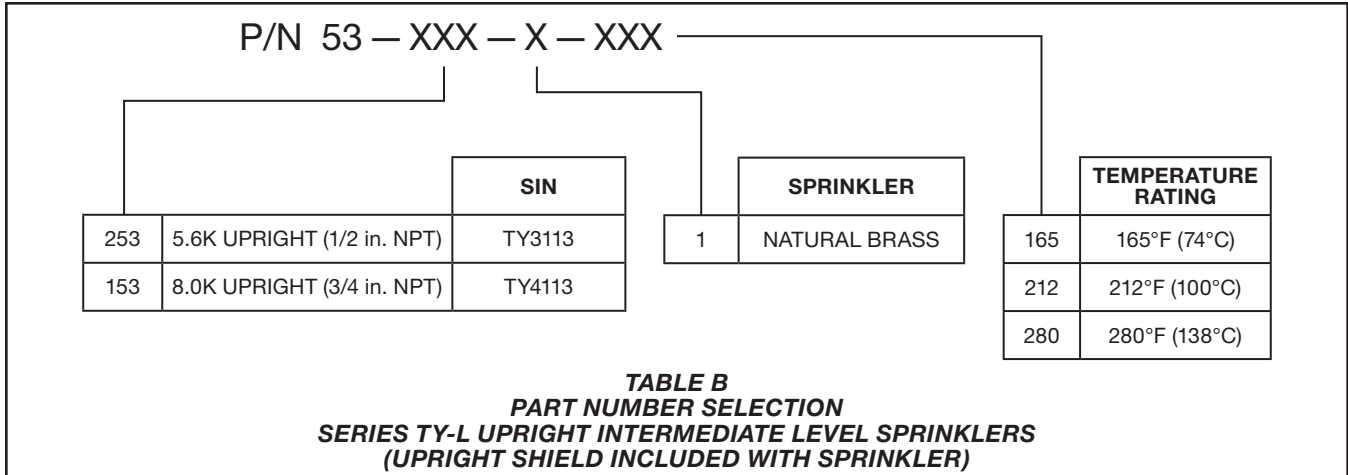 P/N 53 — XXX — X — XXX
SIN
253 5.6K UPRIGHT (1/2 in. NPT) TY3113
153 8.0K UPRIGHT (3/4 in. NPT) TY4113
SPRINKLER
1 NATURAL BRASS
TEMPERATURE
RATING
165 165°F (74°C)
212 212°F (100°C)
280 280°F (138°C)
TABLE B
PART NUMBER SELECTION
SERIES TY-L UPRIGHT INTERMEDIATE LEVEL SPRINKLERS
(UPRIGHT SHIELD INCLUDED WITH SPRINKLER)